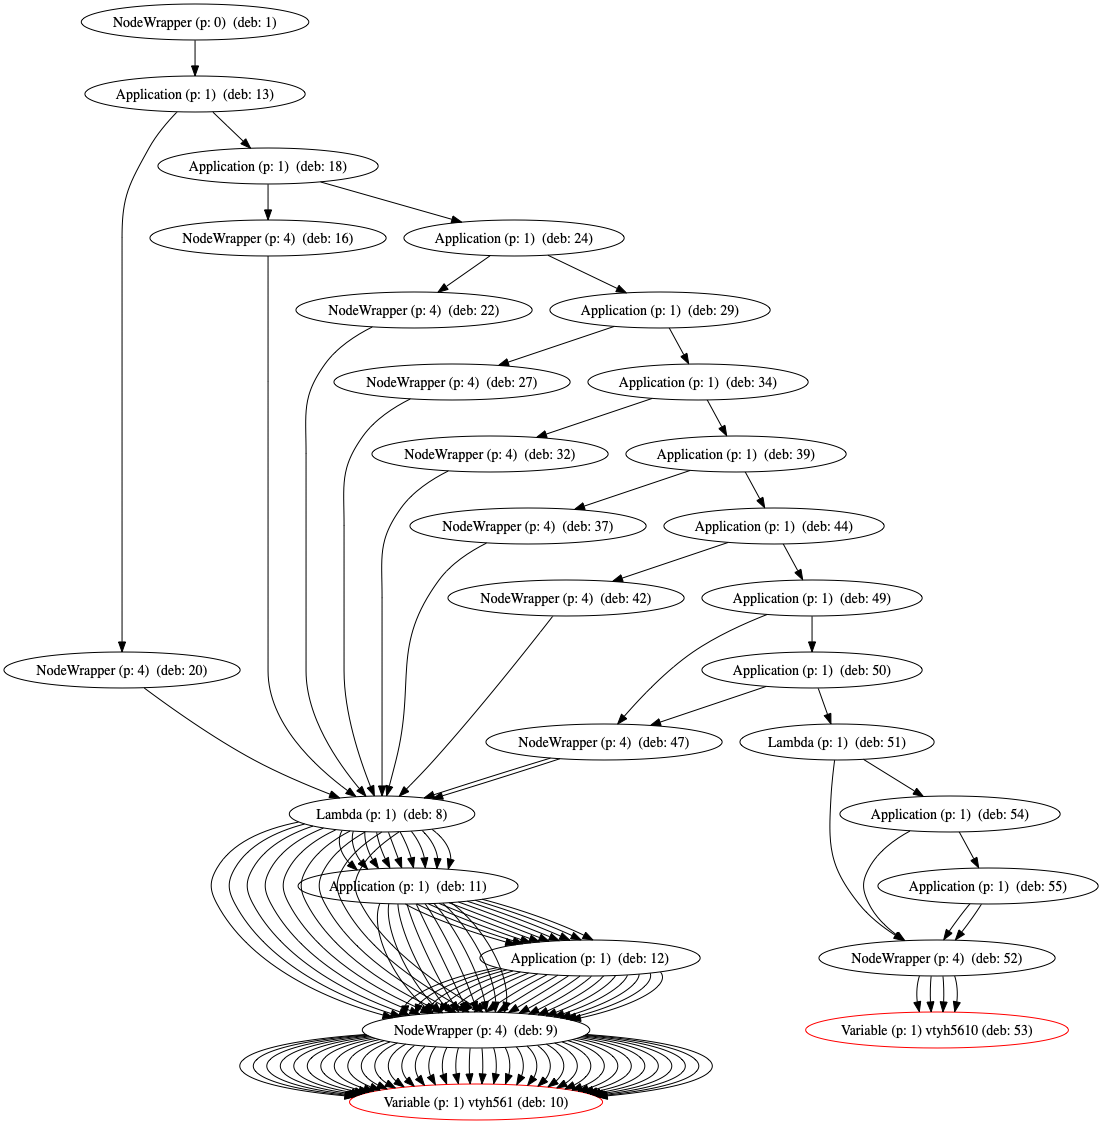 NodeWrapper (p: 0)  (deb: 1)
Application (p: 1)  (deb: 13)
Application (p: 1)  (deb: 18)
NodeWrapper (p: 4)  (deb: 16)
Application (p: 1)  (deb: 24)
NodeWrapper (p: 4)  (deb: 22)
Application (p: 1)  (deb: 29)
NodeWrapper (p: 4)  (deb: 27)
Application (p: 1)  (deb: 34)
NodeWrapper (p: 4)  (deb: 32)
Application (p: 1)  (deb: 39)
NodeWrapper (p: 4)  (deb: 37)
Application (p: 1)  (deb: 44)
NodeWrapper (p: 4)  (deb: 42)
Application (p: 1)  (deb: 49)
NodeWrapper (p: 4)  (deb: 20)
Application (p: 1)  (deb: 50)
NodeWrapper (p: 4)  (deb: 47)
Lambda (p: 1)  (deb: 51)
Lambda (p: 1)  (deb: 8)
Application (p: 1)  (deb: 54)
Application (p: 1)  (deb: 11)
Application (p: 1)  (deb: 55)
Application (p: 1)  (deb: 12)
NodeWrapper (p: 4)  (deb: 52)
NodeWrapper (p: 4)  (deb: 9)
Variable (p: 1) vtyh5610 (deb: 53)
Variable (p: 1) vtyh561 (deb: 10)